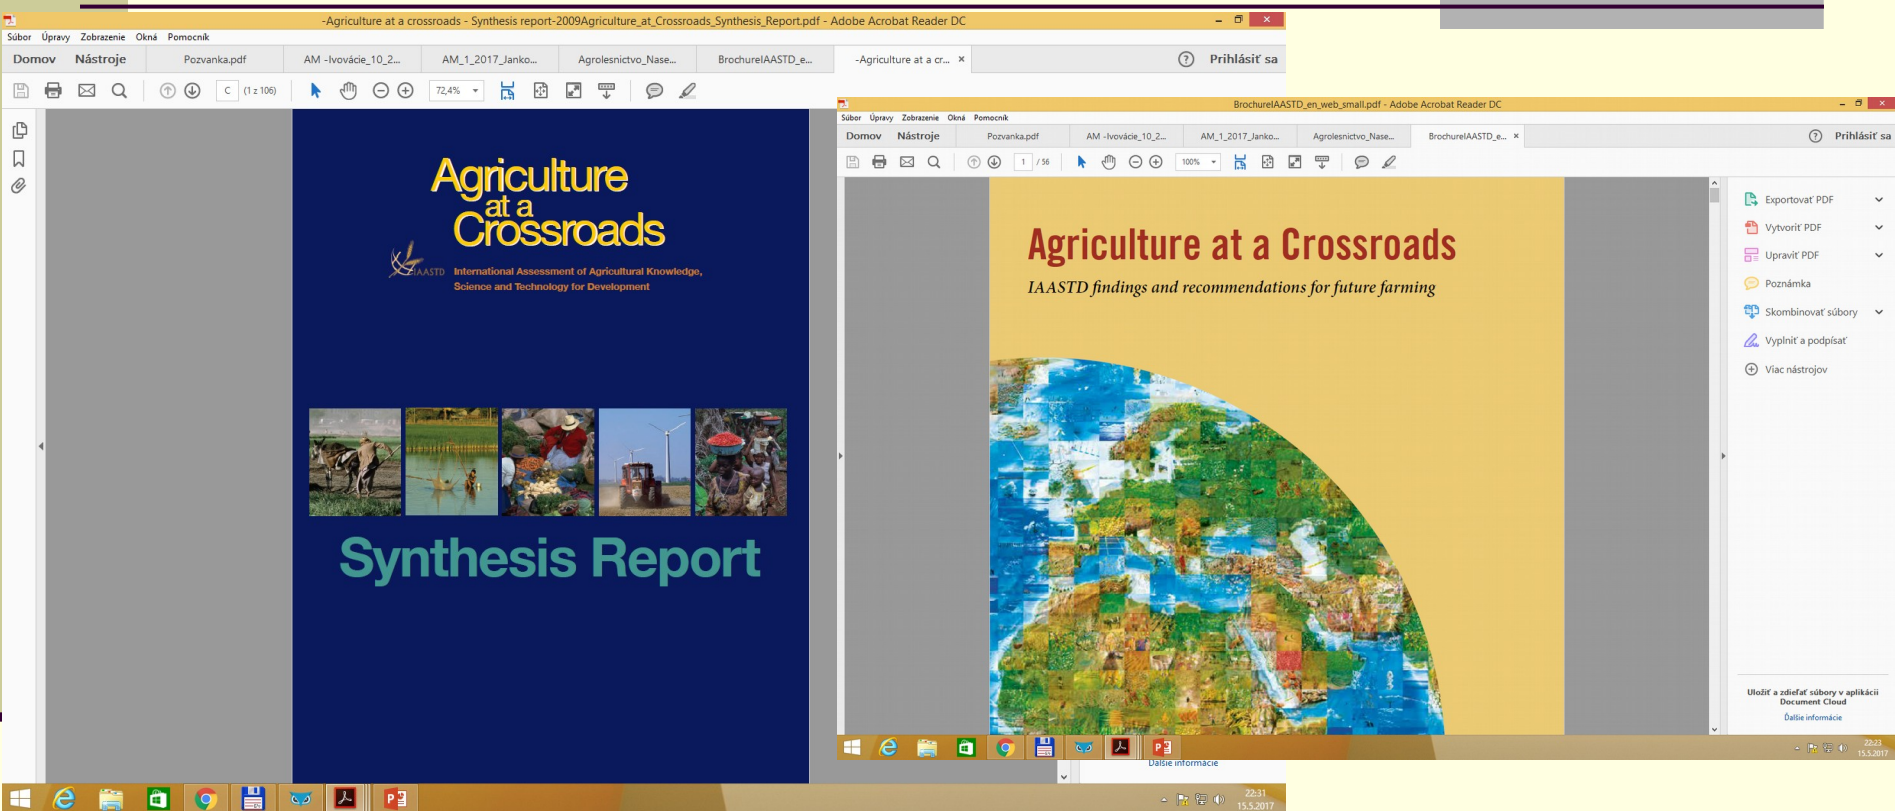 -Agriculture at a crossroads - Synthesis report-2009Agriculture_at_Crossroads_Synthesis_Report.pdf - Adobe Acrobat Reader DC
Súbor Úpravy Zobrazenie Okná Pomocník
Domov Nástroje Pozvanka.pdf AM -Ivovácie_10_2... AM_1_2017_Janko... Agrolesnictvo_Nase... BrochureIAASTD_e... -Agriculture at a cr... × Prihlásiť sa
C (1 z 106) 72,4%
Agriculture
at a
Crossroads
IAASTD
International Assessment of Agricultural Knowledge,
Science and Technology for Development
Synthesis Report
Ďalšie informácie
22:31
15.5.2017
BrochureIAASTD_en_web_small.pdf - Adobe Acrobat Reader DC
Súbor Úpravy Zobrazenie Okná Pomocník
Domov Nástroje Pozvanka.pdf AM -Ivovácie_10_2... AM_1_2017_Janko... Agrolesnictvo_Nase... BrochureIAASTD_e... × Prihlásiť sa
1 / 56 100%
Agriculture at a Crossroads
IAASTD findings and recommendations for future farming
Exportovať PDF
Vytvoriť PDF
Upraviť PDF
Poznámka
Skombinovať súbory
Vyplniť a podpísať
Viac nástrojov
Uložiť a zdieľať súbory v aplikácii
Document Cloud
Ďalšie informácie
22:23
15.5.2017